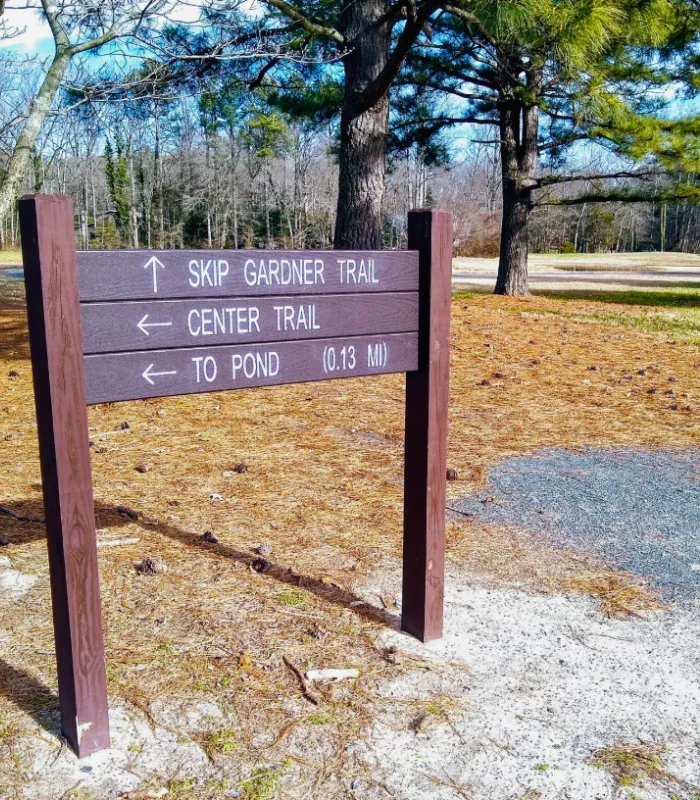 ↑ SKIP GARDNER TRAIL
← CENTER TRAIL
← TO POND (0.13 MI)